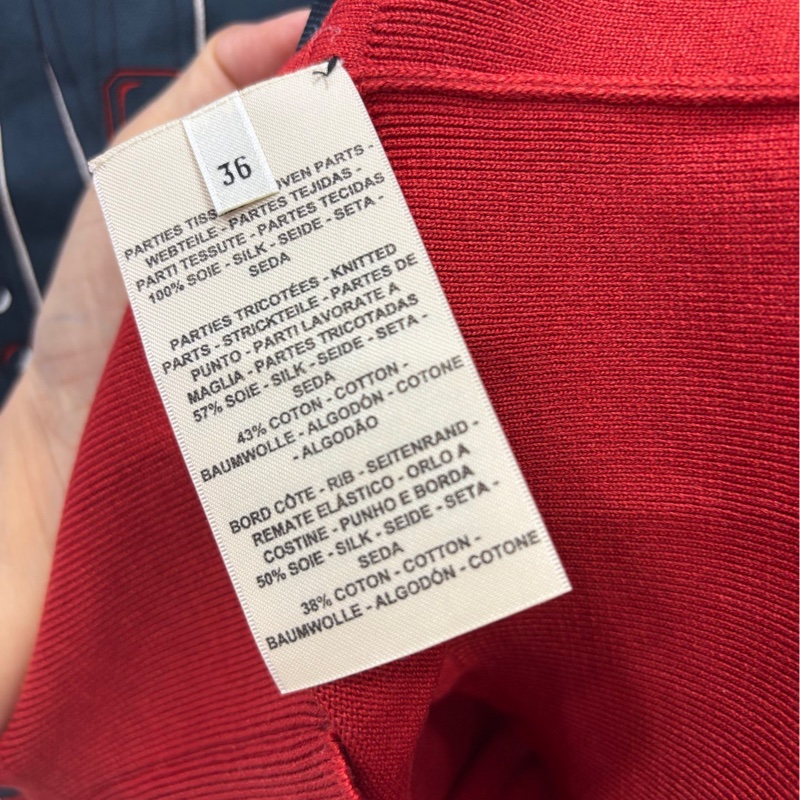 36
PARTIES TISS OVEN PARTS -
WEBTEILE - PARTES TEJIDAS -
PARTI TESSUTE - PARTES TECIDAS
100% SOIE - SILK - SEIDE - SETA -
SEDA
PARTIES TRICOTÉES - KNITTED
PARTS - STRICKTEILE - PARTES DE
PUNTO - PARTI LAVORATE A
MAGLIA - PARTES TRICOTADAS
57% SOIE - SILK - SEIDE - SETA -
SEDA
43% COTON - COTTON -
BAUMWOLLE - ALGODÓN - COTONE
- ALGODÃO
BORD CÔTE - RIB - SEITENRAND -
REMATE ELÁSTICO - ORLO A
COSTINE - PUNHO E BORDA
50% SOIE - SILK - SEIDE - SETA -
SEDA
38% COTON - COTTON -
BAUMWOLLE - ALGODÓN - COTONE